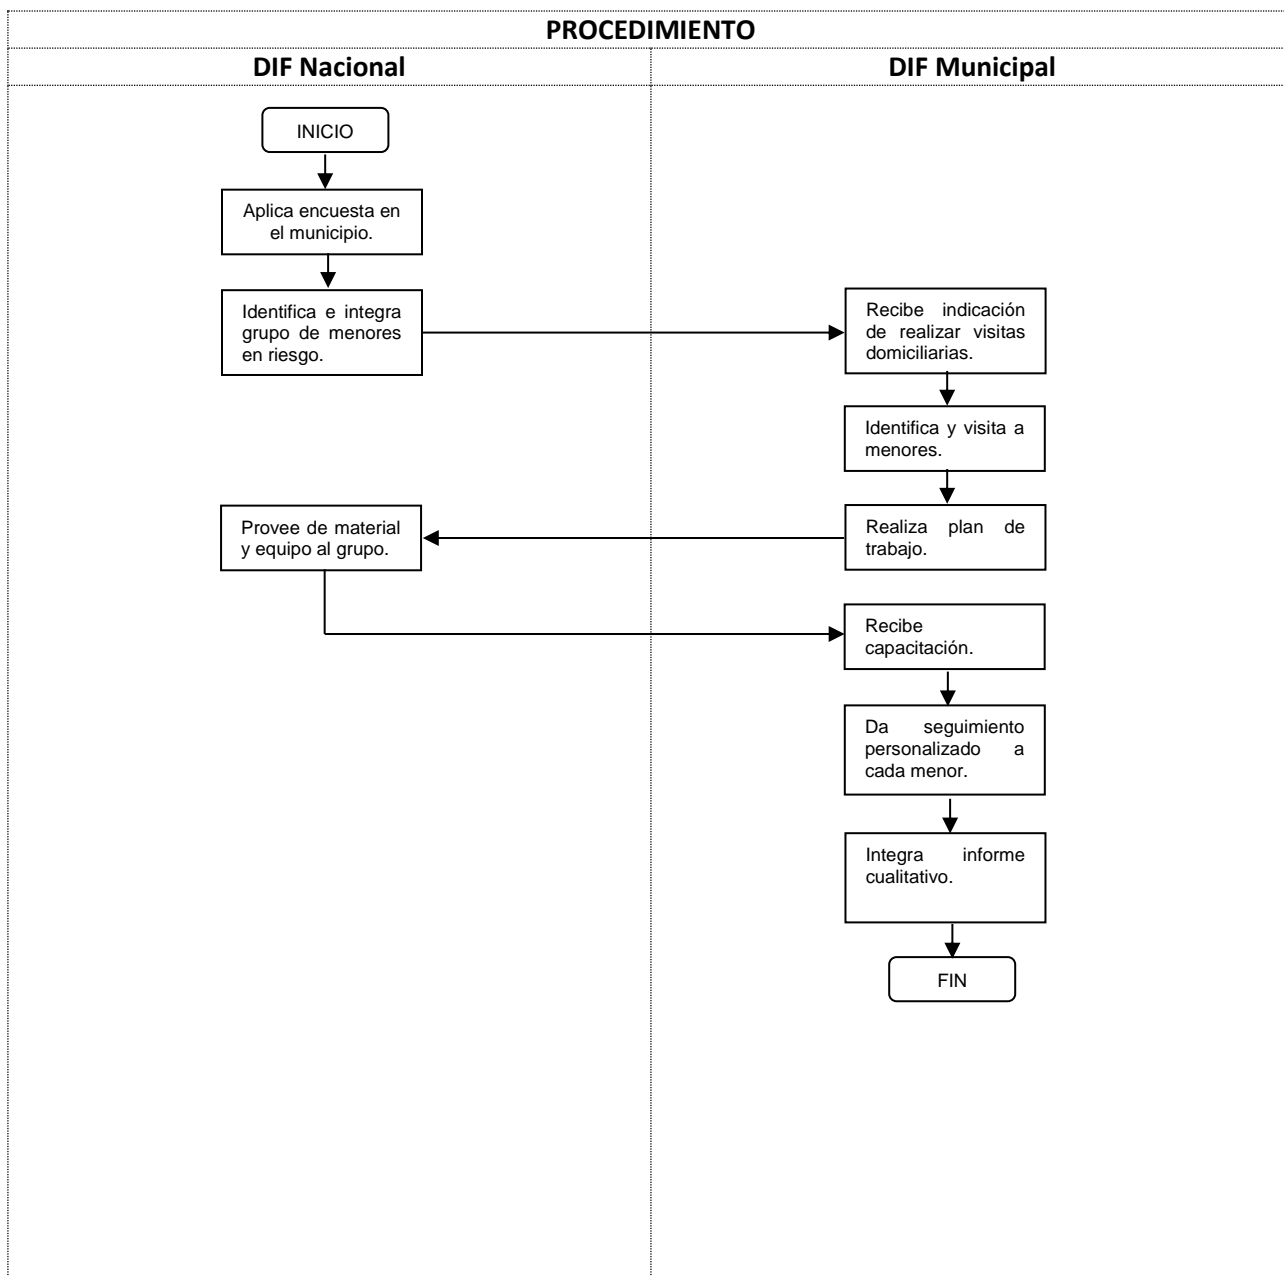 PROCEDIMIENTO
DIF Nacional
DIF Municipal
INICIO
Aplica encuesta en
el municipio.
Identifica e integra
grupo de menores
en riesgo.
Recibe indicación
de realizar visitas
domiciliarias.
Identifica y visita a
menores.
Realiza plan de
trabajo.
Provee de material
y equipo al grupo.
Recibe
capacitación.
Da seguimiento
personalizado a
cada menor.
Integra informe
cualitativo.
FIN